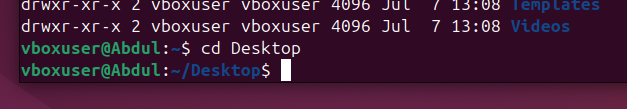 drwxr-xr-x 2 vboxuser vboxuser 4096 Jul  7 13:08 Templates
drwxr-xr-x 2 vboxuser vboxuser 4096 Jul  7 13:08 Videos
vboxuser@Abdul:~$ cd Desktop
vboxuser@Abdul:~/Desktop$